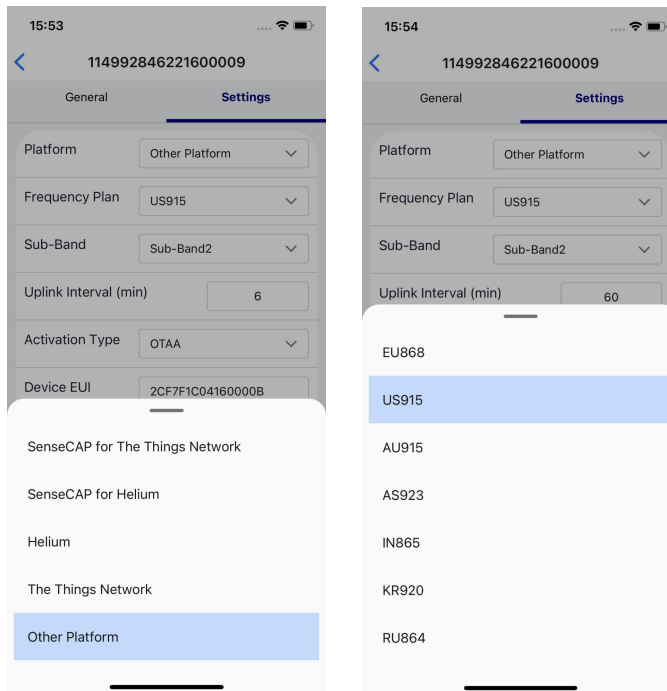 15:53
114992846221600009
General
Settings
Platform
Other Platform
Frequency Plan
US915
Sub-Band
Sub-Band2
Uplink Interval (min)
6
Activation Type
OTAA
Device EUI
2CF7F1C04160000B
SenseCAP for The Things Network
SenseCAP for Helium
Helium
The Things Network
Other Platform
15:54
114992846221600009
General
Settings
Platform
Other Platform
Frequency Plan
US915
Sub-Band
Sub-Band2
Uplink Interval (min)
60
EU868
US915
AU915
AS923
IN865
KR920
RU864